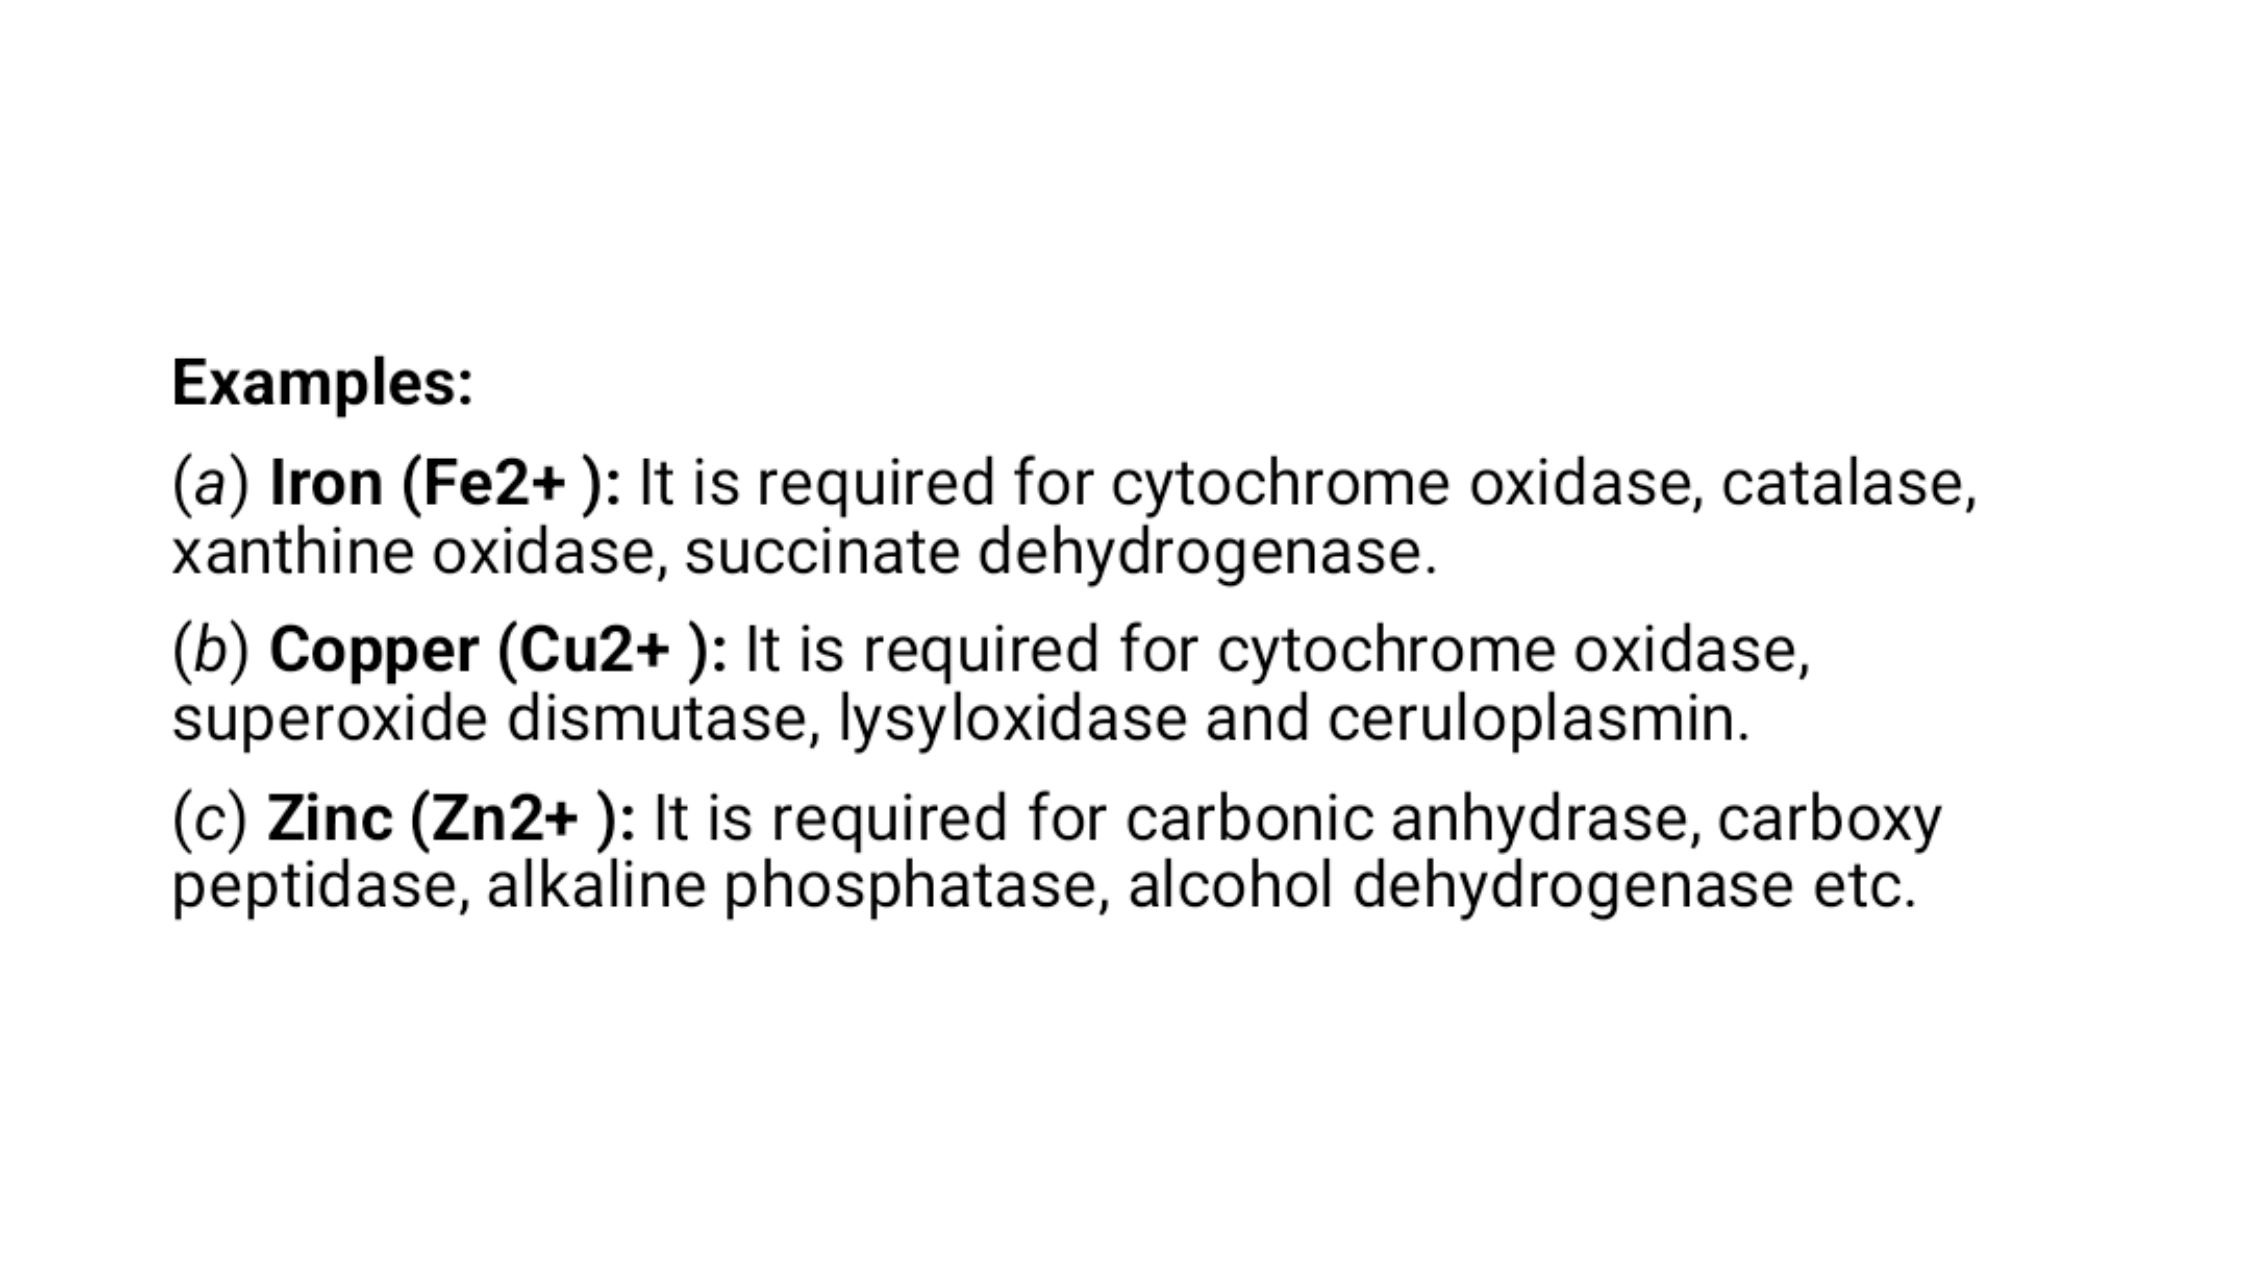 Examples:
(a) Iron (Fe2+ ): It is required for cytochrome oxidase, catalase,
xanthine oxidase, succinate dehydrogenase.
(b) Copper (Cu2+ ): It is required for cytochrome oxidase,
superoxide dismutase, lysyloxidase and ceruloplasmin.
(c) Zinc (Zn2+ ): It is required for carbonic anhydrase, carboxy
peptidase, alkaline phosphatase, alcohol dehydrogenase etc.